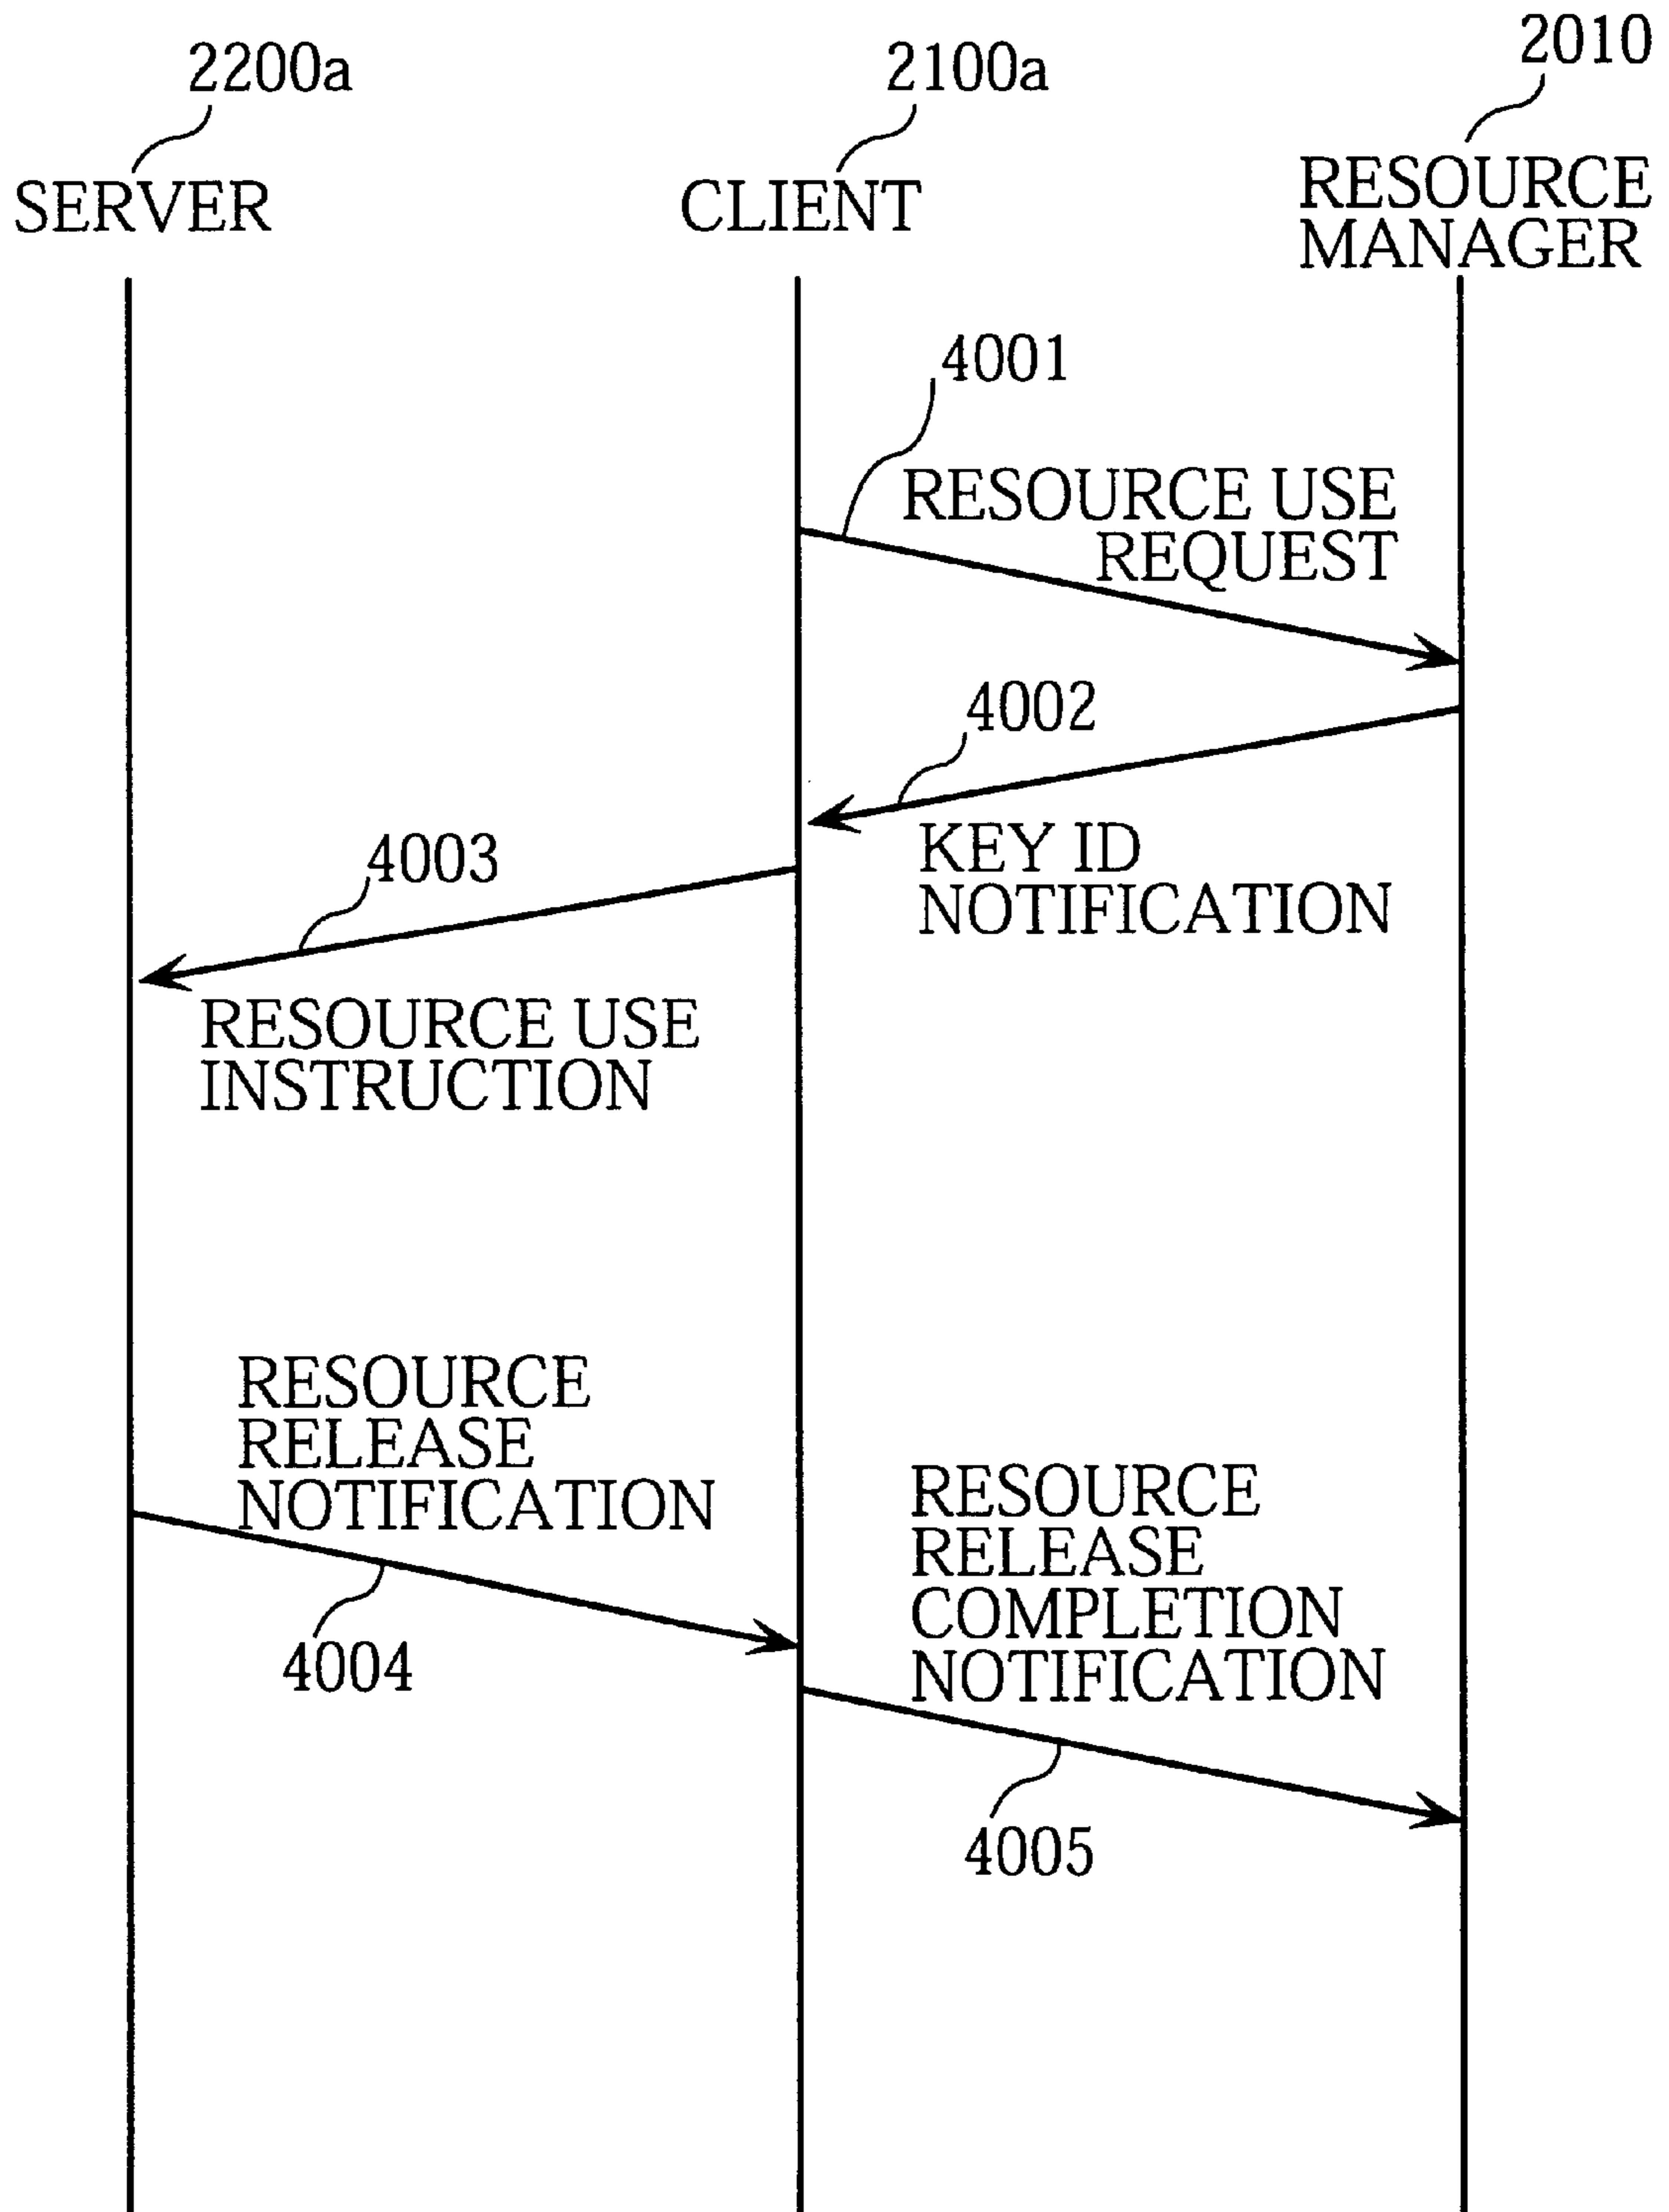 2200a
2100a
2010
SERVER
CLIENT
RESOURCE
MANAGER
4001
RESOURCE USE
REQUEST
4002
KEY ID
NOTIFICATION
4003
RESOURCE USE
INSTRUCTION
RESOURCE
RELEASE
NOTIFICATION
4004
RESOURCE
RELEASE
COMPLETION
NOTIFICATION
4005